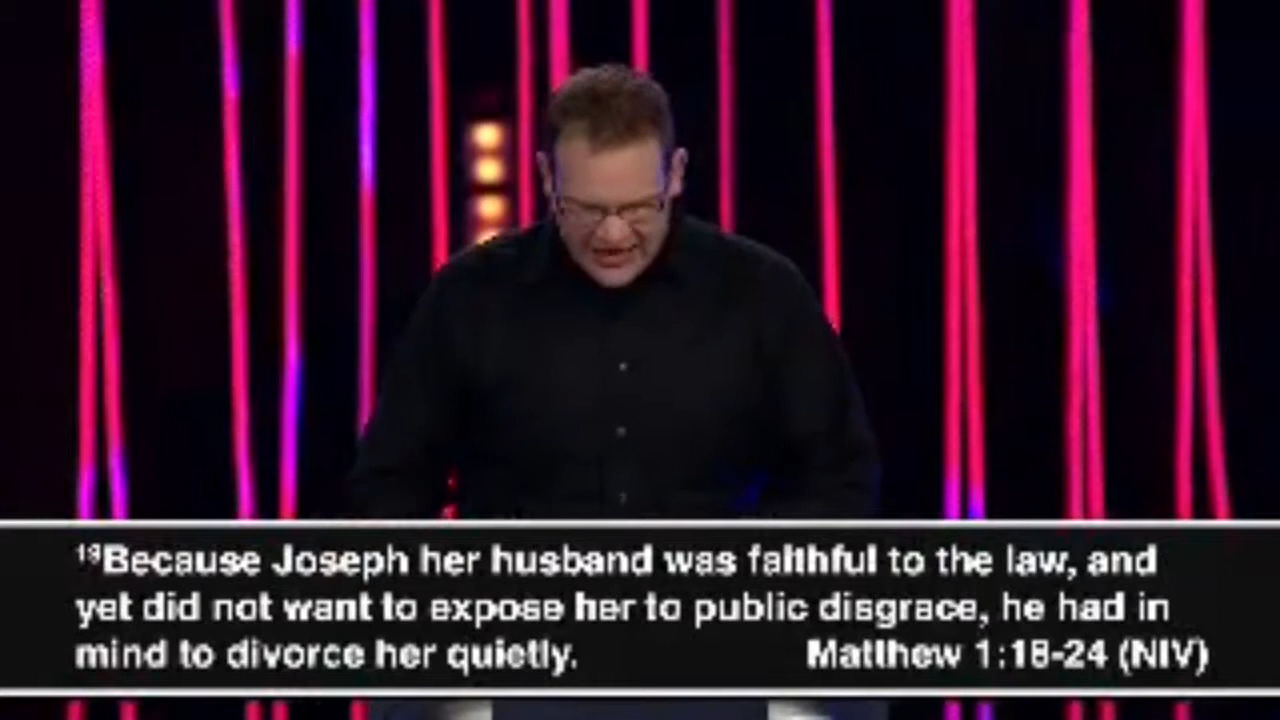 ¹⁹Because Joseph her husband was faithful to the law, and
yet did not want to expose her to public disgrace, he had in
mind to divorce her quietly.
Matthew 1:18-24 (NIV)